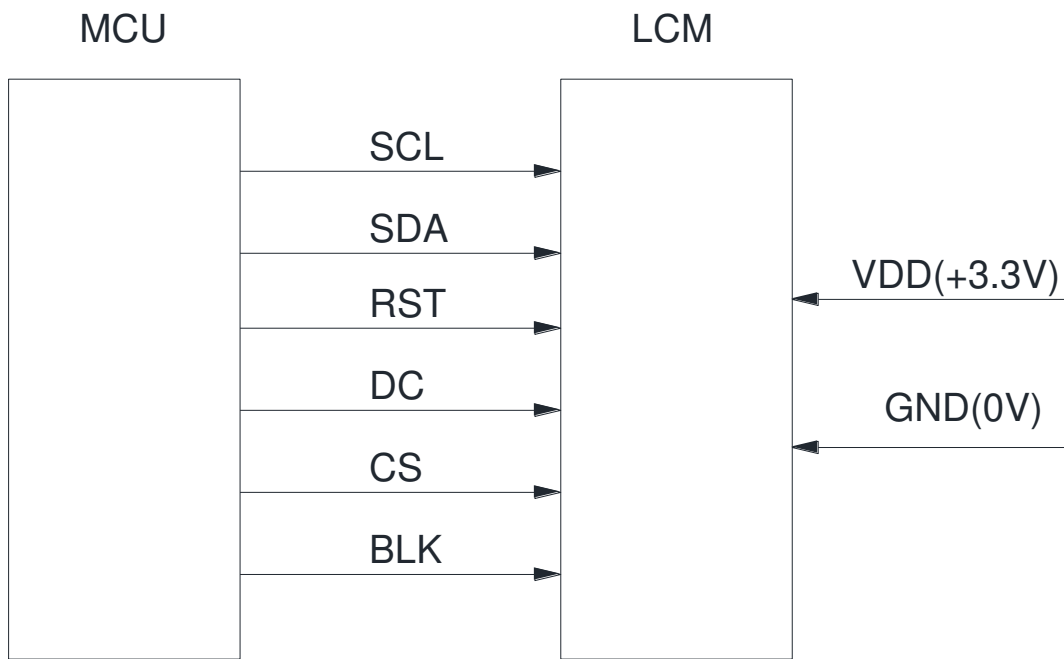 MCU
LCM
SCL
SDA
RST
DC
CS
BLK
VDD(+3.3V)
GND(0V)